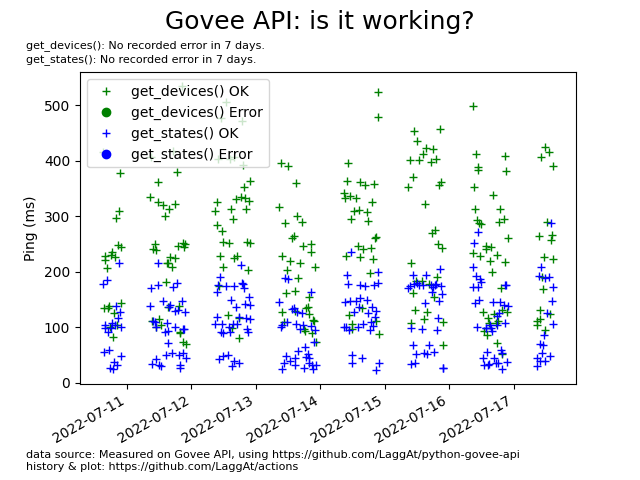 Govee API: is it working?
get_devices(): No recorded error in 7 days.
get_states(): No recorded error in 7 days.
get_devices() OK
get_devices() Error
get_states() OK
get_states() Error
Ping (ms)
500
400
300
200
100
0
2022-07-11
2022-07-12
2022-07-13
2022-07-14
2022-07-15
2022-07-16
2022-07-17
data source: Measured on Govee API, using https://github.com/LaggAt/python-govee-api
history & plot: https://github.com/LaggAt/actions